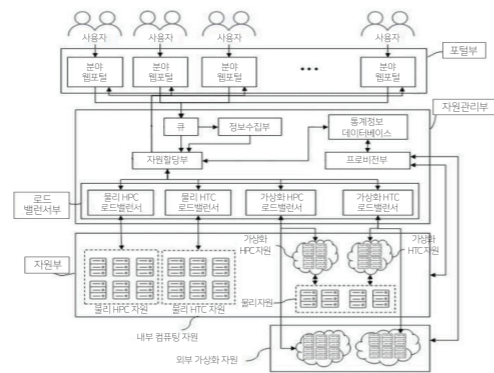 사용자 사용자 사용자 사용자
포털부
분야 웹포털
분야 웹포털
분야 웹포털
•••
분야 웹포털
자원관리부
큐
정보수집부
통계정보
데이터베이스
자원할당부
프로비전부
로드
밸런서부
물리 HPC
로드밸런서
물리 HTC
로드밸런서
가상화 HPC
로드밸런서
가상화 HTC
로드밸런서
자원부
가상화
HPC 자원
가상화
HTC 자원
물리 자원
물리 HPC 자원
물리 HTC 자원
내부 컴퓨팅 자원
외부 가상화 자원